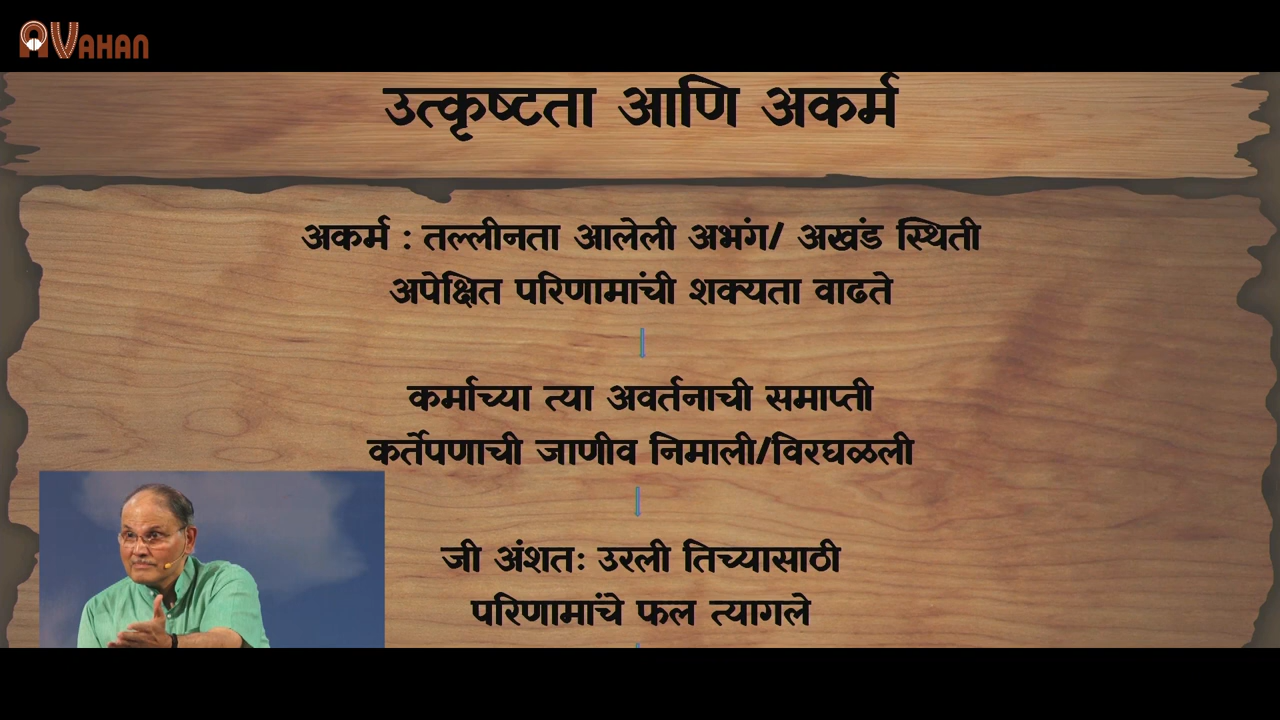 AVAHAN
उत्कृष्टता आणि अकर्म
अकर्म : तल्लीनता आलेली अभंग/ अखंड स्थिती
अपेक्षित परिणामांची शक्यता वाढते
कर्माच्या त्या अवर्तनाची समाप्ती
कर्तेपणाची जाणीव निमाली/विरघळली
जी अंशतः उरली तिच्यासाठी
परिणामांचे फल त्यागले